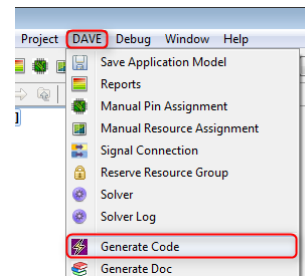 Project DAVE Debug Window Help
Save Application Model
Reports
Manual Pin Assignment
Manual Resource Assignment
Signal Connection
Reserve Resource Group
Solver
Solver Log
Generate Code
Generate Doc